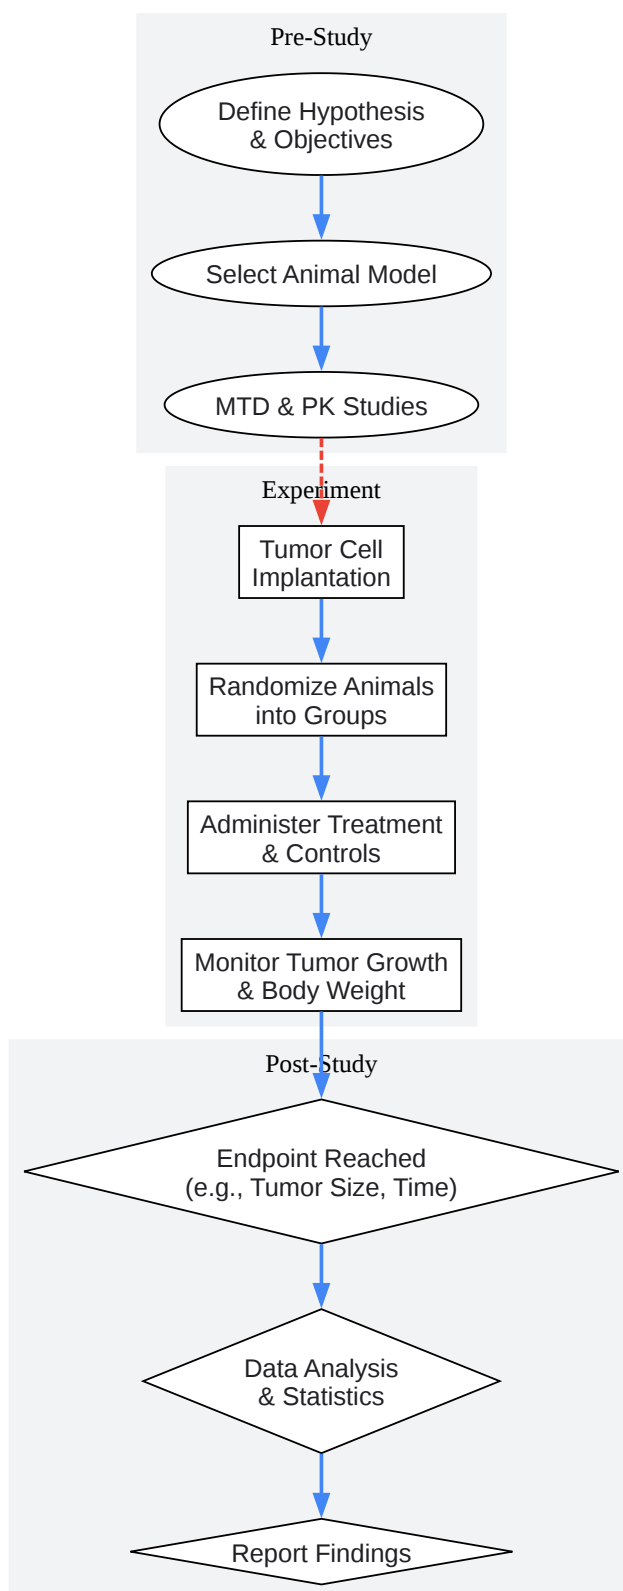 Pre-Study
Define Hypothesis
& Objectives
Select Animal Model
MTD & PK Studies
Experiment
Tumor Cell
Implantation
Randomize Animals
into Groups
Administer Treatment
& Controls
Monitor Tumor Growth
& Body Weight
Post-Study
Endpoint Reached
(e.g., Tumor Size, Time)
Data Analysis
& Statistics
Report Findings